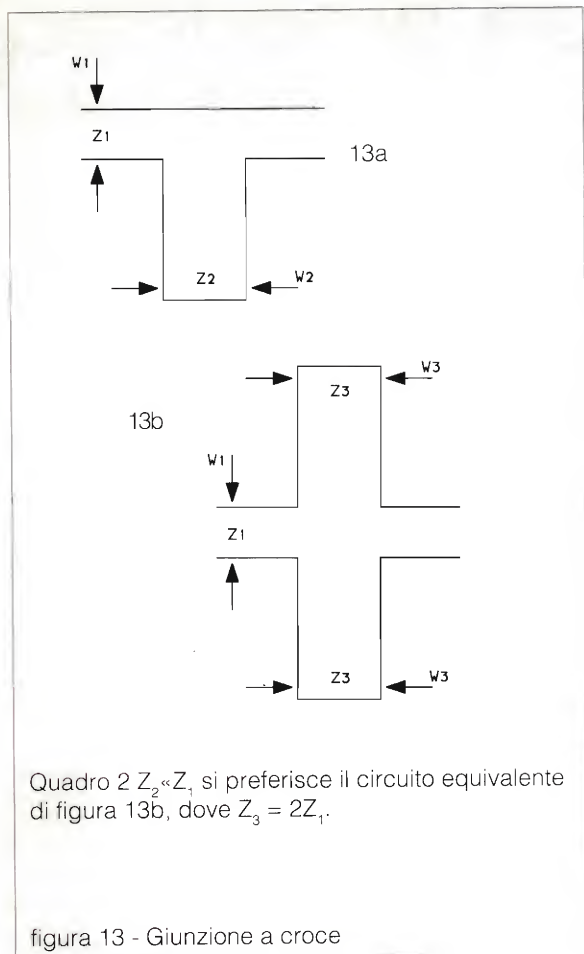 W1
Z1
13a
Z2
W2
W3
Z3
13b
W1
Z1
Z3
W3
Quadro 2 Z₂«Z₁ si preferisce il circuito equivalente
di figura 13b, dove Z₃ = 2Z₁.
figura 13 - Giunzione a croce